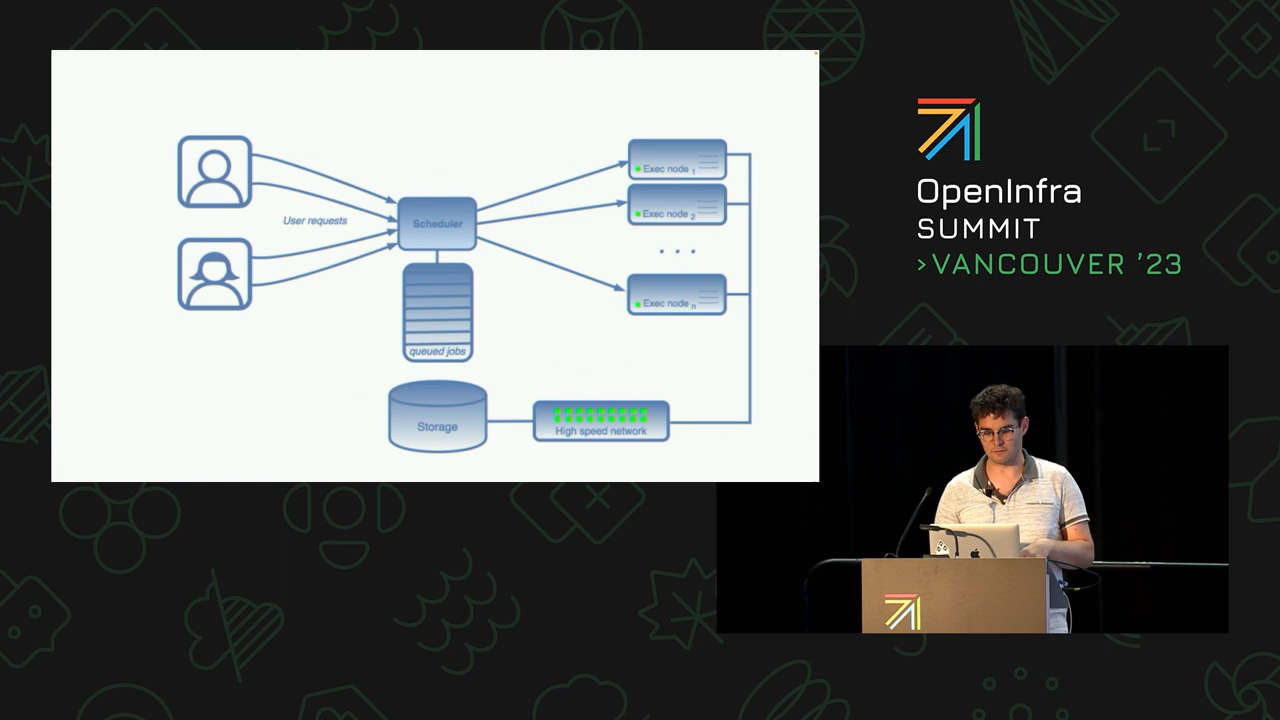 User requests
Scheduler
queued jobs
Exec node 1
Exec node 2
. . .
Exec node n
Storage
High speed network
OpenInfra
SUMMIT
>VANCOUVER '23